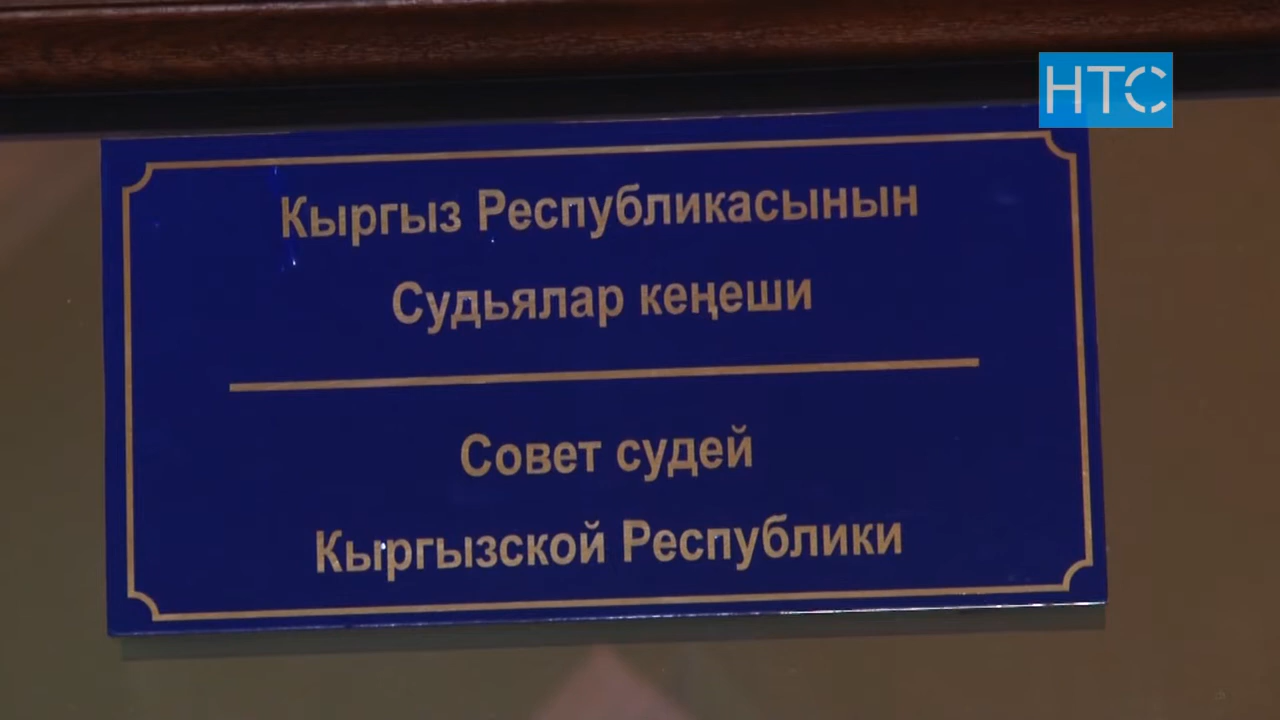 НТС
Кыргыз Республикасынын
Судьялар кеңеши
Совет судей
Кыргызской Республики